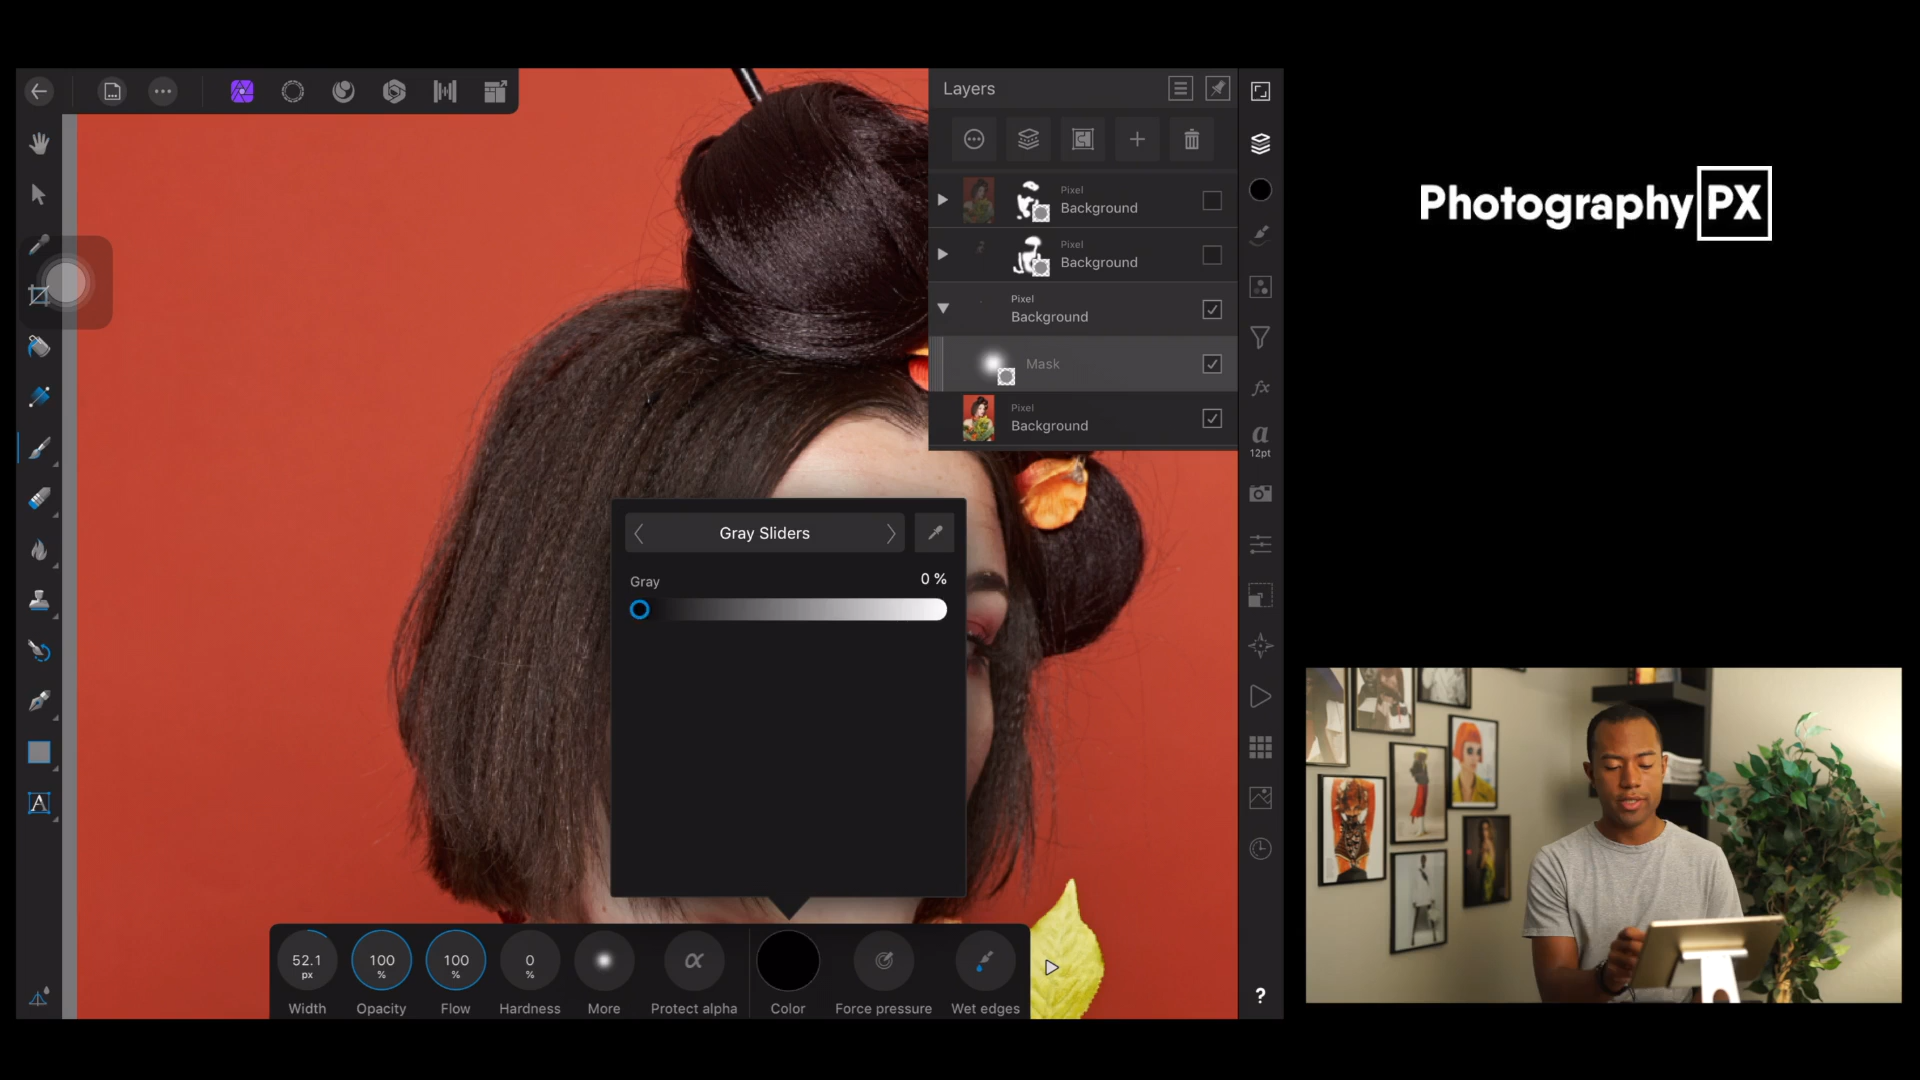 Layers
Pixel
Background
Pixel
Background
Pixel
Background
Mask
Pixel
Background
a
12pt
Photography PX
Gray Sliders
Gray
0 %
A
52.1
px
100
%
100
%
0
%
α
Width
Opacity
Flow
Hardness
More
Protect alpha
Color
Force pressure
Wet edges
fx
?